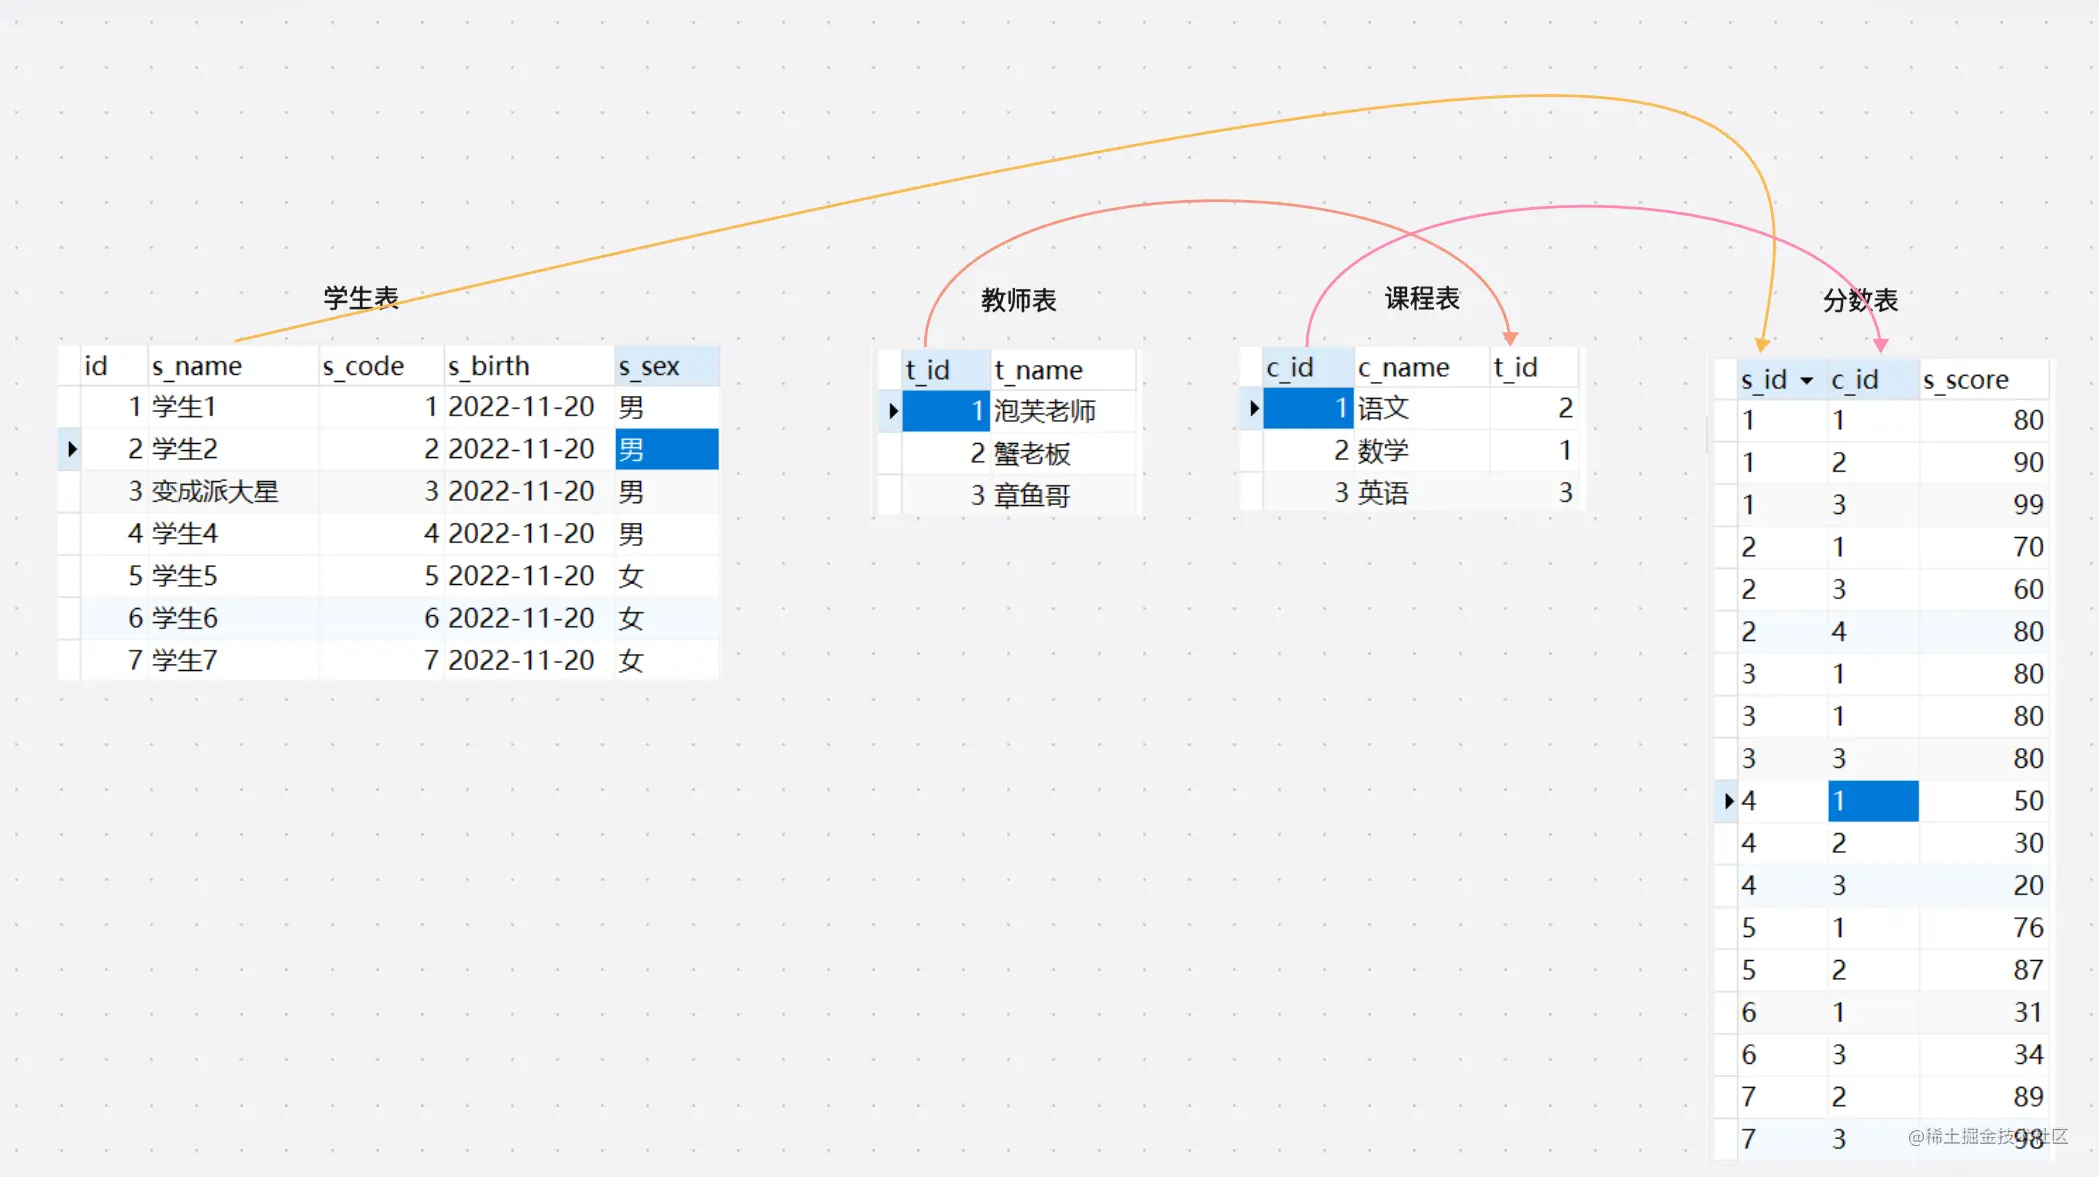 学生表
id s_name s_code s_birth s_sex
1 学生1 1 2022-11-20 男
2 学生2 2 2022-11-20 男
3 变成派大星 3 2022-11-20 男
4 学生4 4 2022-11-20 男
5 学生5 5 2022-11-20 女
6 学生6 6 2022-11-20 女
7 学生7 7 2022-11-20 女
教师表
t_id t_name
1 泡芙老师
2 蟹老板
3 章鱼哥
课程表
c_id c_name t_id
1 语文 2
2 数学 1
3 英语 3
分数表
s_id c_id s_score
1 1 80
1 2 90
1 3 99
2 1 70
2 3 60
2 4 80
3 1 80
3 1 80
3 3 80
4 1 50
4 2 30
4 3 20
5 1 76
5 2 87
6 1 31
6 3 34
7 2 89
7 3 98
@稀土掘金技术社区